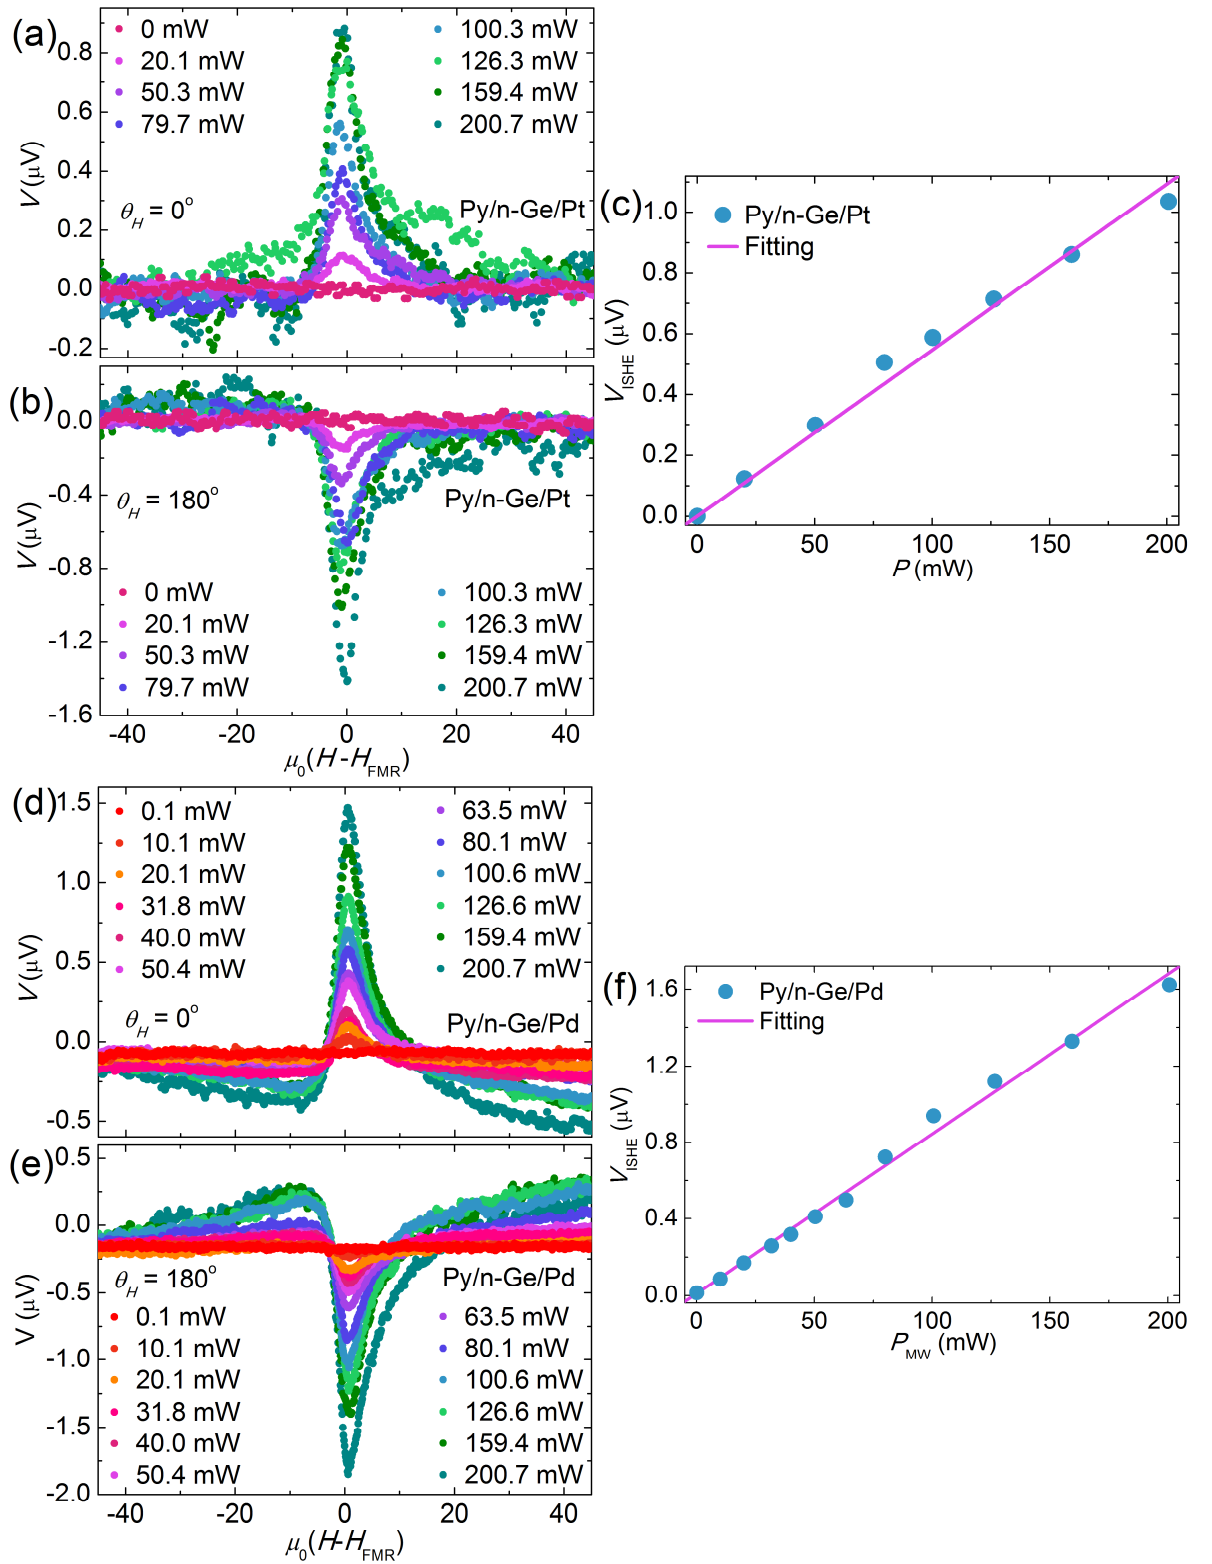 (a)
0 mW 100.3 mW
20.1 mW 126.3 mW
50.3 mW 159.4 mW
79.7 mW 200.7 mW
θH = 0° Py/n-Ge/Pt
V (μV)
0.8
0.6
0.4
0.2
0.0
-0.2
(b)
θH = 180° Py/n-Ge/Pt
0 mW 100.3 mW
20.1 mW 126.3 mW
50.3 mW 159.4 mW
79.7 mW 200.7 mW
V (μV)
0.0
-0.4
-0.8
-1.2
-1.6
-40 -20 0 20 40
μ0(H-HFMR)
(c)
Py/n-Ge/Pt
Fitting
VISHE (μV)
1.0
0.8
0.6
0.4
0.2
0.0
0 50 100 150 200
P (mW)
(d)
0.1 mW 63.5 mW
10.1 mW 80.1 mW
20.1 mW 100.6 mW
31.8 mW 126.6 mW
40.0 mW 159.4 mW
50.4 mW 200.7 mW
θH = 0° Py/n-Ge/Pd
V (μV)
1.5
1.0
0.5
0.0
-0.5
(e)
θH = 180° Py/n-Ge/Pd
0.1 mW 63.5 mW
10.1 mW 80.1 mW
20.1 mW 100.6 mW
31.8 mW 126.6 mW
40.0 mW 159.4 mW
50.4 mW 200.7 mW
V (μV)
0.5
0.0
-0.5
-1.0
-1.5
-2.0
-40 -20 0 20 40
μ0(H-HFMR)
(f)
Py/n-Ge/Pd
Fitting
VISHE (μV)
1.6
1.2
0.8
0.4
0.0
0 50 100 150 200
PMW (mW)